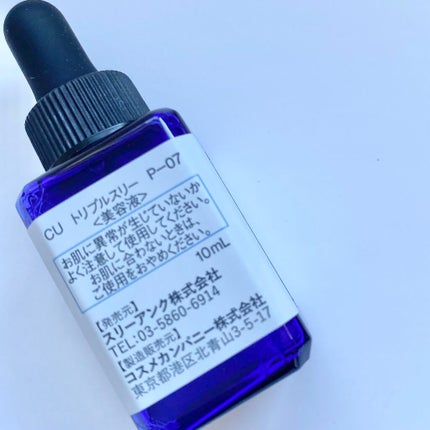 CU トリプルスリー P-07
<美容液>
お肌に異常が生じていないか
よく注意して使用してください。
お肌に合わないときは、
ご使用をおやめください。
10mL
【発売元】
スリーアンク株式会社
TEL:03-5860-6914
【製造販売元】
コスメカンパニー株式会社
東京都港区北青山3-5-17